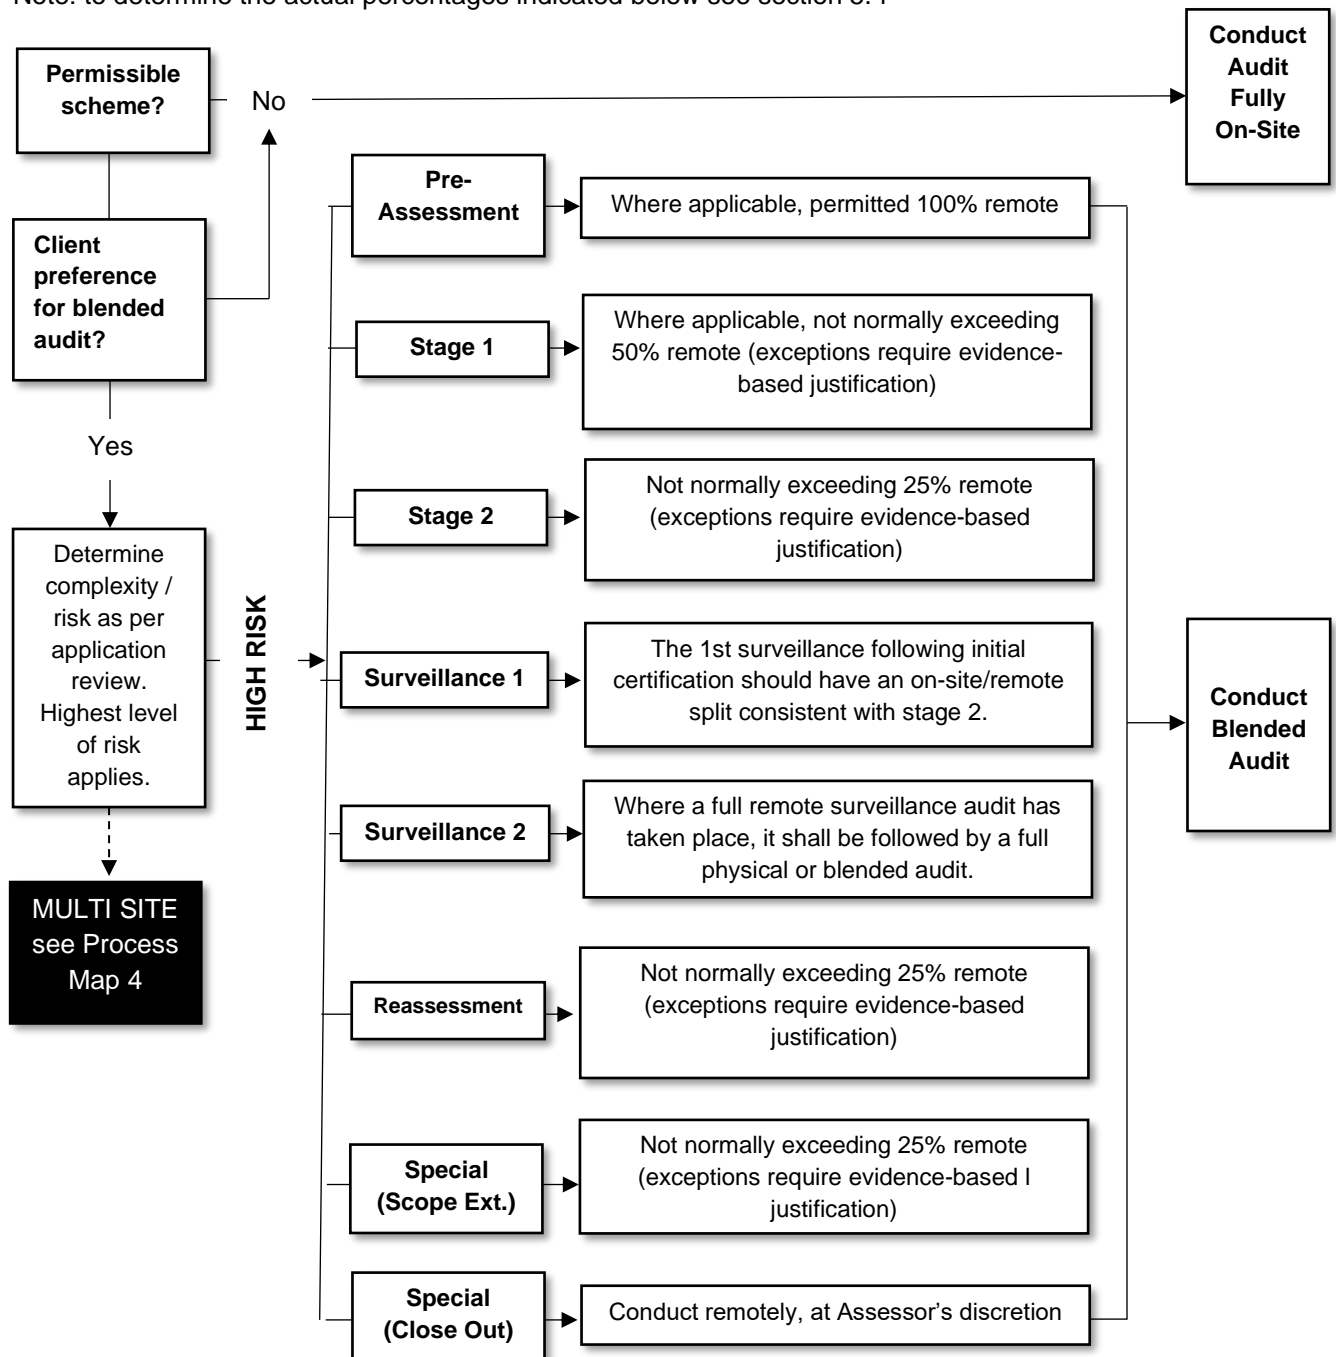 Note: to determine the actual percentages indicated below see section
Conduct
Audit
Fully
On-Site
Permissible
scheme?
No
Pre-
Assessment
Where applicable, permitted 100% remote
Client
preference
for blended
audit?
Where applicable, not normally exceeding
50% remote (exceptions require evidence-
based justification)
Stage 1
Yes
Stage 2
Not normally exceeding 25% remote
(exceptions require evidence-based
justification)
Determine
complexity /
risk as per
application
review.
Highest level
of risk
applies.
HIGH RISK
Surveillance 1
The 1st surveillance following initial
certification should have an on-site/remote
split consistent with stage 2.
Conduct
Blended
Audit
Surveillance 2
Where a full remote surveillance audit has
taken place, it shall be followed by a full
physical or blended audit.
MULTI SITE
see Process
Map 4
Reassessment
Not normally exceeding 25% remote
(exceptions require evidence-based
justification)
Special
(Scope Ext.)
Not normally exceeding 25% remote
(exceptions require evidence-based l
justification)
Special
(Close Out)
Conduct remotely, at Assessor's discretion